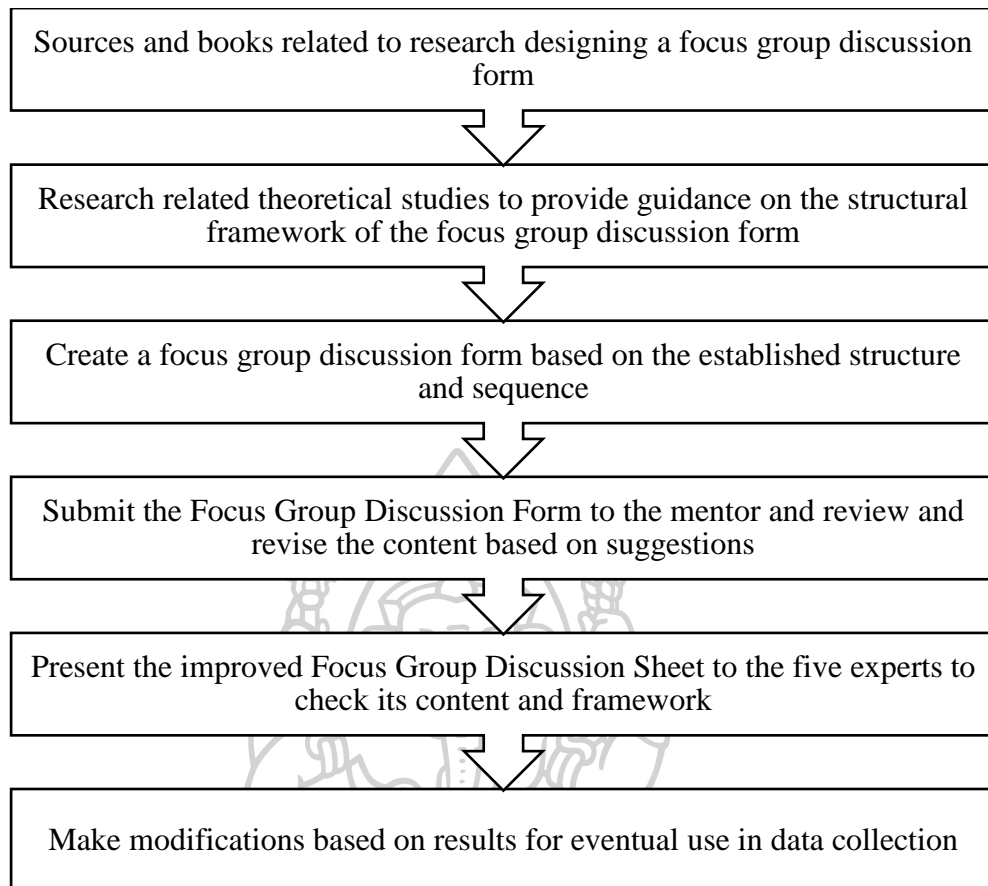 Sources and books related to research designing a focus group discussion
form
Research related theoretical studies to provide guidance on the structural
framework of the focus group discussion form
Create a focus group discussion form based on the established structure
and sequence
Submit the Focus Group Discussion Form to the mentor and review and
revise the content based on suggestions
Present the improved Focus Group Discussion Sheet to the five experts to
check its content and framework
Make modifications based on results for eventual use in data collection